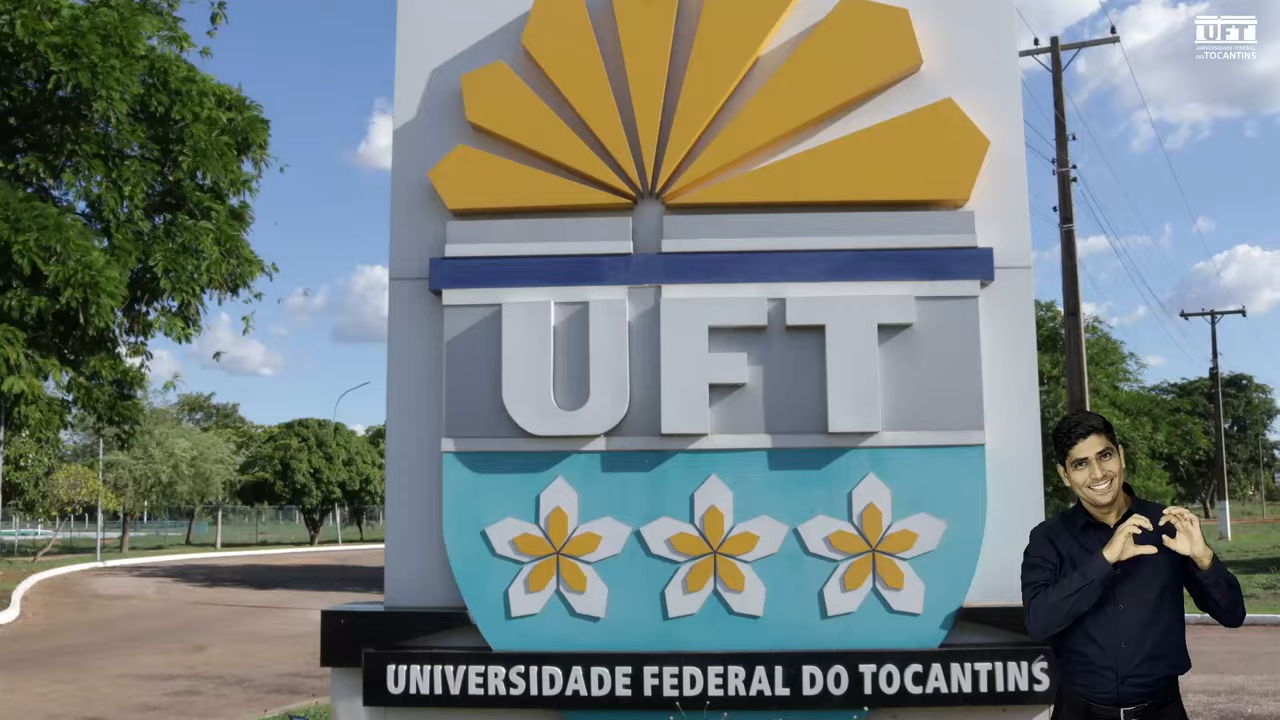 UFT
UNIVERSIDADE FEDERAL
DO TOCANTINS
UFT
UNIVERSIDADE FEDERAL DO TOCANTINS